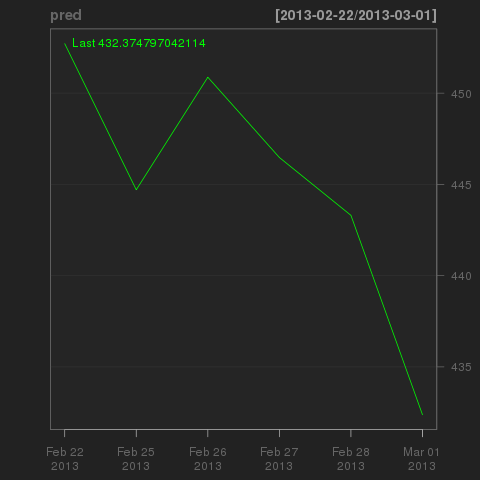 pred [2013-02-22/2013-03-01]
Last 432.374797042114
450
445
440
435
Feb 22 Feb 25 Feb 26 Feb 27 Feb 28 Mar 01
2013 2013 2013 2013 2013 2013